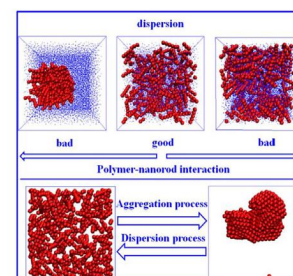 dispersion
bad good bad
Polymer-nanorod interaction
Aggregation process
Dispersion process